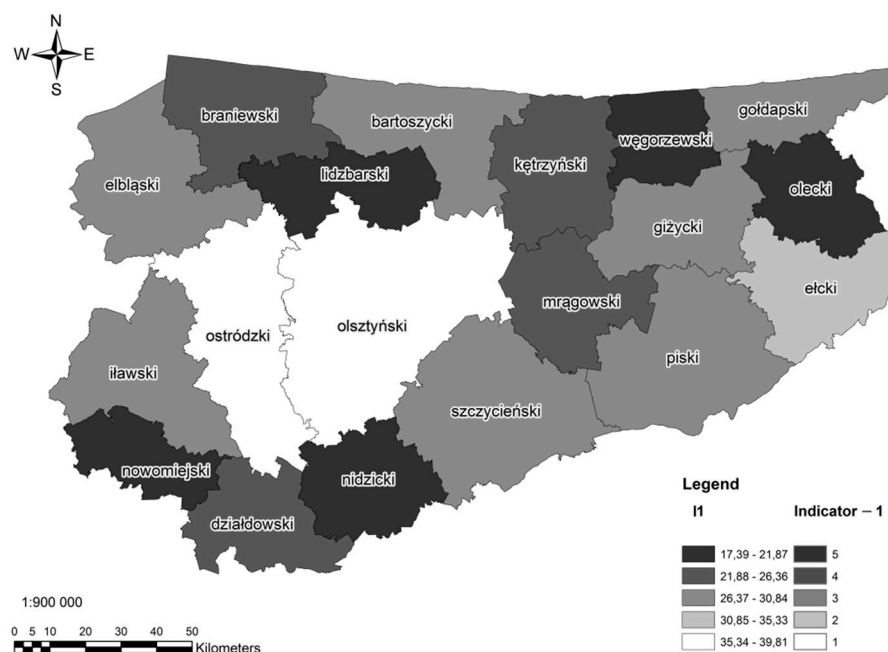 N
W E
S
braniewski
bartoszycki
gołdapski
węgorzewski
kętrzyński
lidzbarski
elbląski
olecki
giżycki
ełcki
mrągowski
ostródzki
olsztyński
piski
iławski
szczycieński
nowomiejski
nidzicki
działdowski
Legend
I1 Indicator – 1
17,39 - 21,87 5
21,88 - 26,36 4
26,37 - 30,84 3
30,85 - 35,33 2
35,34 - 39,81 1
1:900 000
0 5 10 20 30 40 50
Kilometers